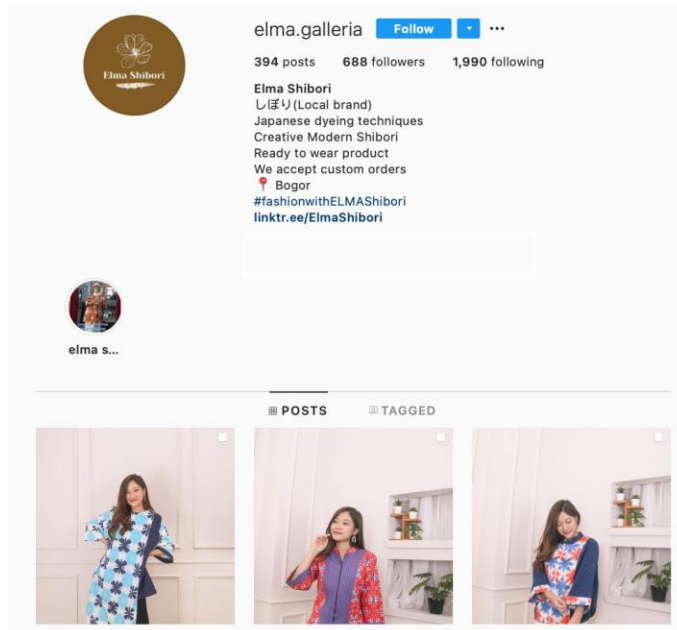 Elma Shibori
elma.galleria Follow
394 posts 688 followers 1,990 following
Elma Shibori
しぼり(Local brand)
Japanese dyeing techniques
Creative Modern Shibori
Ready to wear product
We accept custom orders
📍 Bogor
#fashionwithELMAShibori
linktr.ee/ElmaShibori
elma s...
POSTS TAGGED